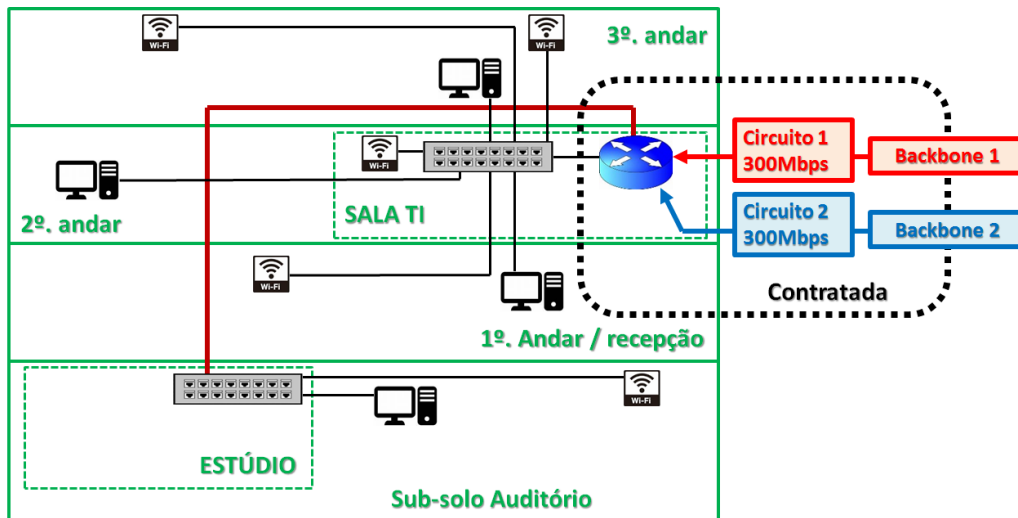 Wi-Fi
Wi-Fi
3º. andar
Circuito 1
300Mbps
Backbone 1
Wi-Fi
SALA TI
2º. andar
Circuito 2
300Mbps
Backbone 2
Wi-Fi
Contratada
1º. Andar / recepção
Wi-Fi
ESTÚDIO
Sub-solo Auditório